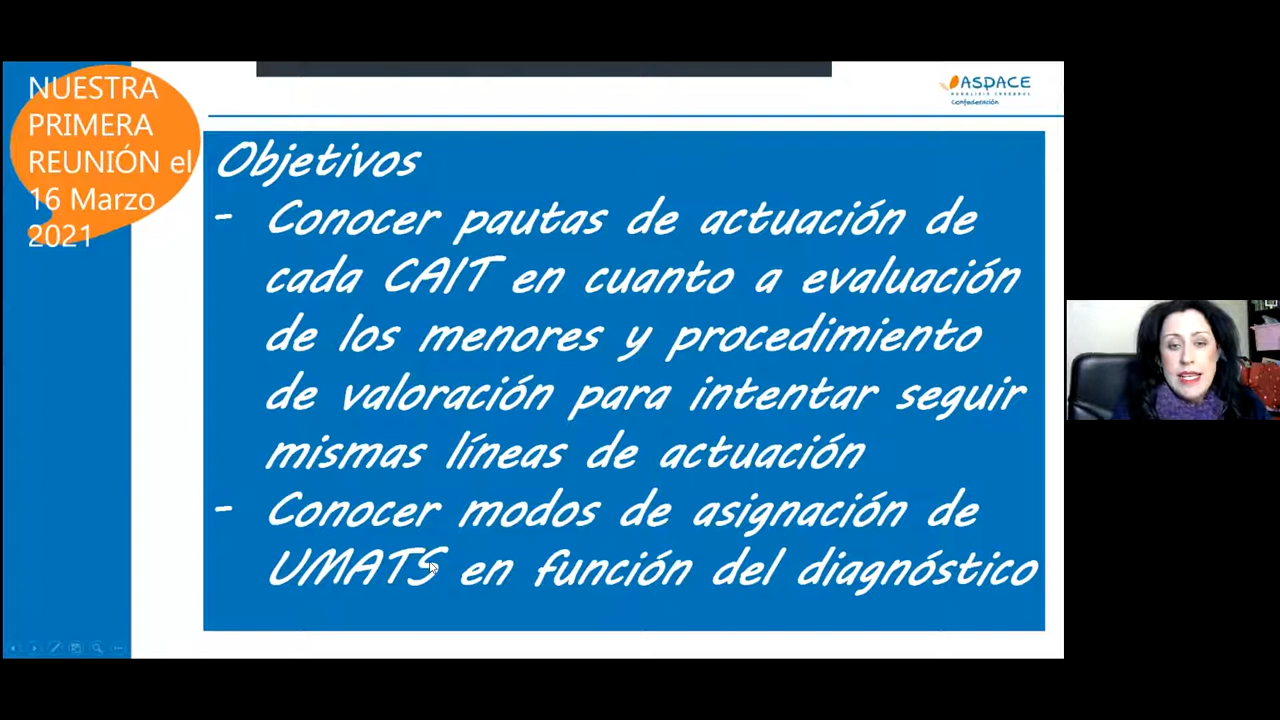 NUESTRA
PRIMERA
REUNIÓN el
16 Marzo
2021
ASPACE
PARÁLISIS CEREBRAL
Confederación
Objetivos
- Conocer pautas de actuación de
cada CAIT en cuanto a evaluación
de los menores y procedimiento
de valoración para intentar seguir
mismas líneas de actuación
- Conocer modos de asignación de
UMATS en función del diagnóstico